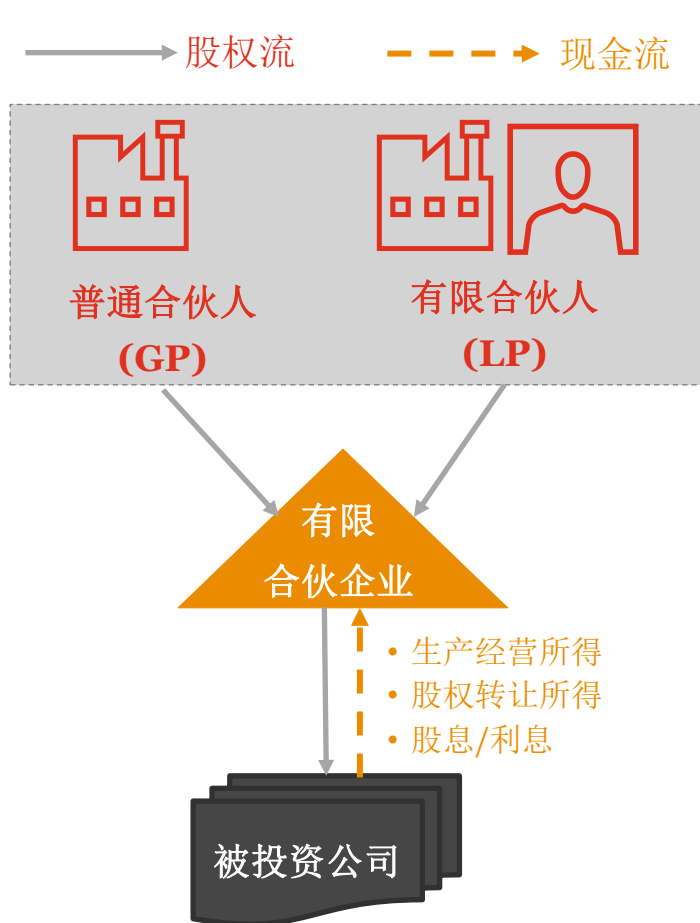 股权流
现金流
普通合伙人
(GP)
有限合伙人
(LP)
有限
合伙企业
• 生产经营所得
• 股权转让所得
• 股息/利息
被投资公司